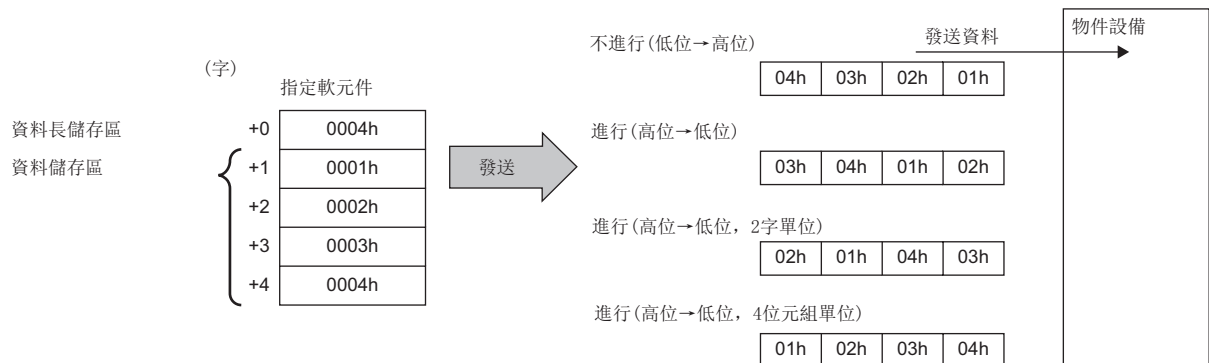 物件設備
發送資料
不進行(低位→高位)
04h 03h 02h 01h
(字)
指定軟元件
資料長儲存區 +0 0004h
進行(高位→低位)
資料儲存區 +1 0001h
發送
03h 04h 01h 02h
+2 0002h
進行(高位→低位，2字單位)
+3 0003h
02h 01h 04h 03h
+4 0004h
進行(高位→低位，4位元組單位)
01h 02h 03h 04h